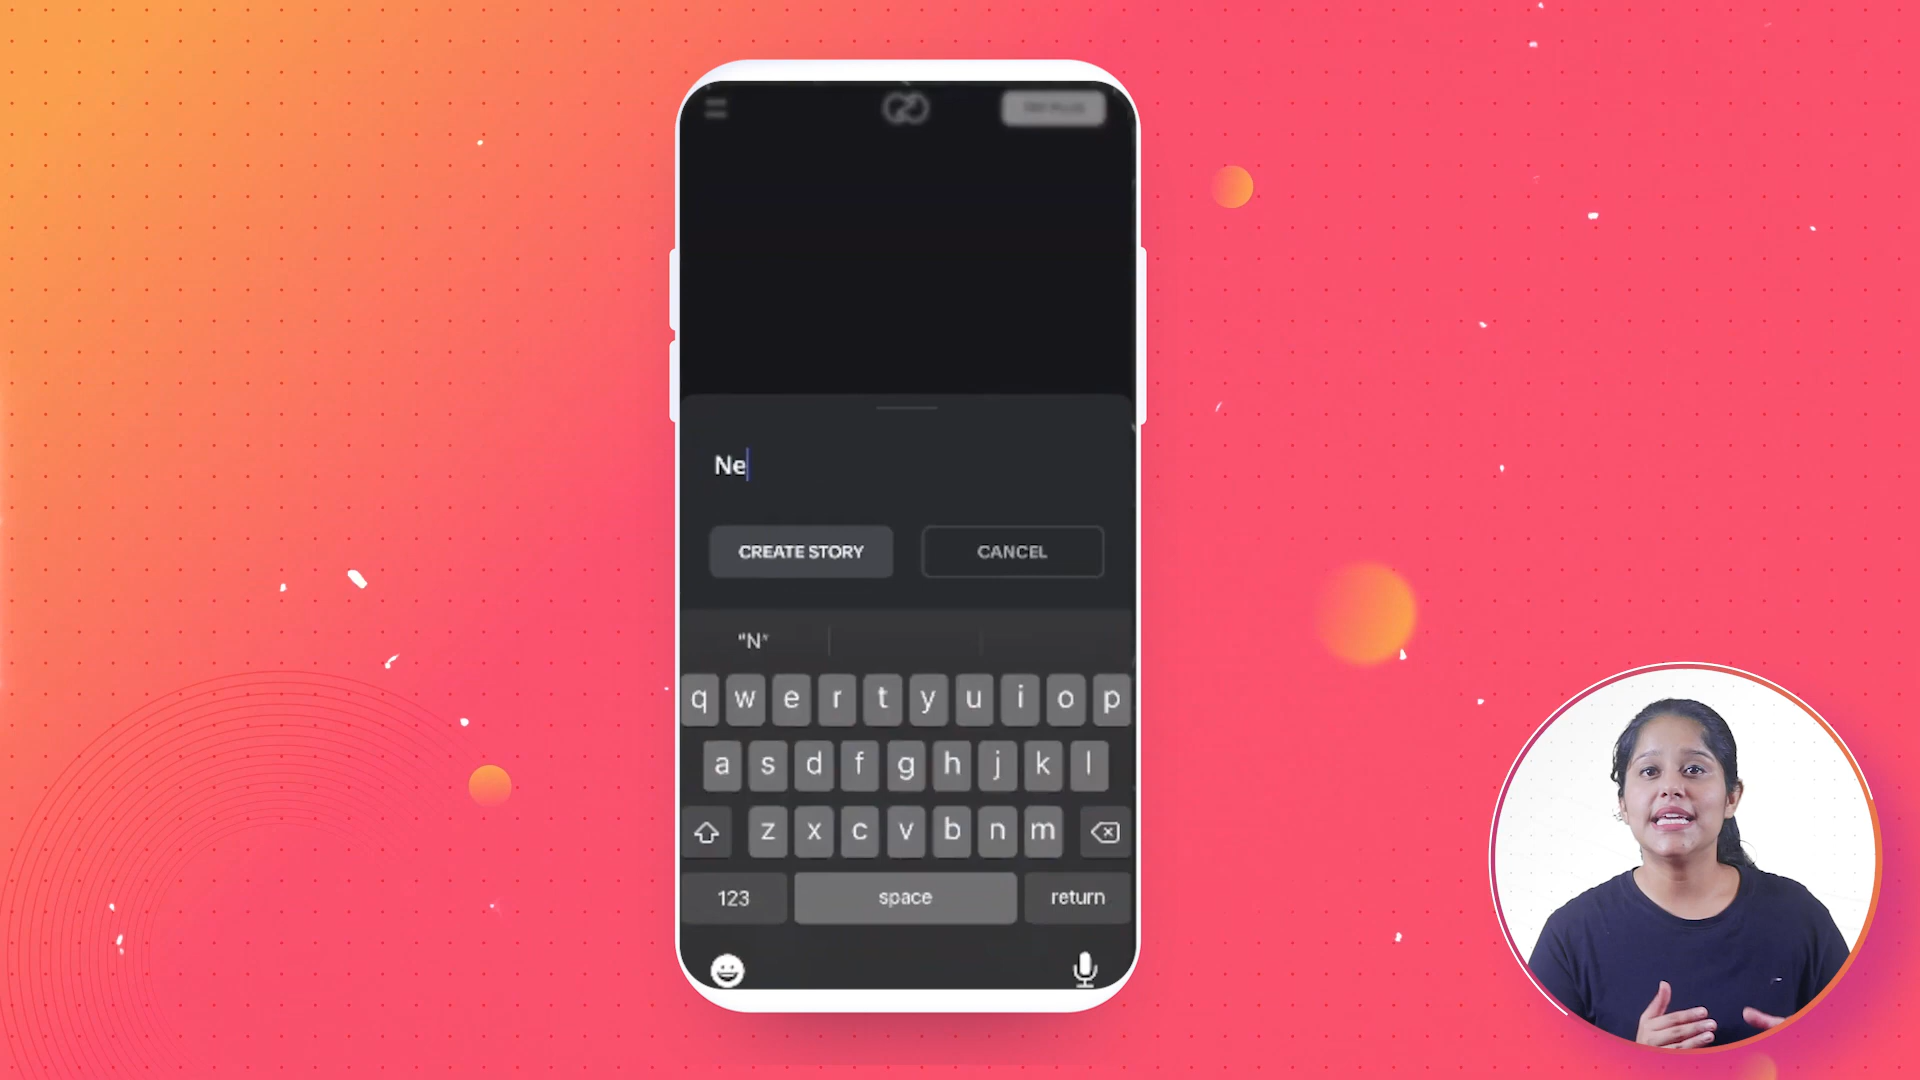 Ne
CREATE STORY CANCEL
"N"
q w e r t y u i o p
a s d f g h j k l
z x c v b n m
123 space return